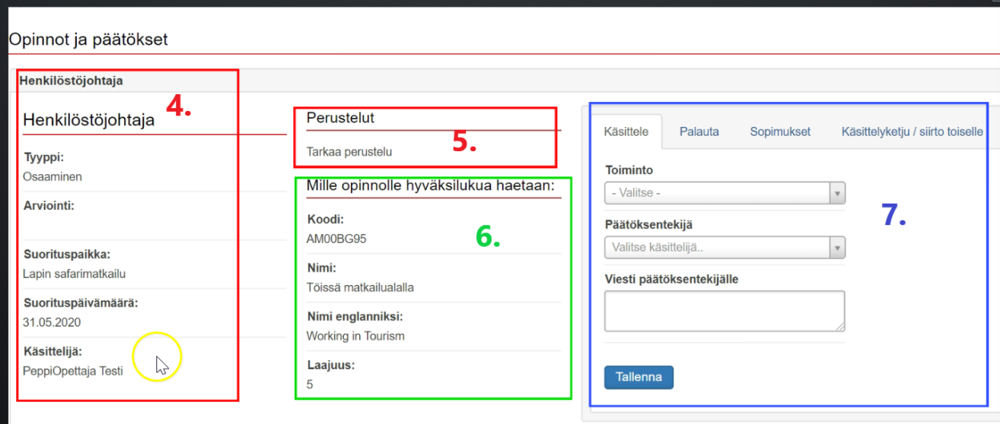 Opinnot ja päätökset
Henkilöstöjohtaja
4.
Henkilöstöjohtaja
Tyyppi:
Osaaminen
Arviointi:
Suorituspaikka:
Lapin safarimatkailu
Suorituspäivämäärä:
31.05.2020
Käsittelijä:
PeppiOpettaja Testi
Perustelut
5.
Tarkaa perustelu
Mille opinnolle hyväksilukua haetaan:
6.
Koodi:
AM00BG95
Nimi:
Töissä matkailualalla
Nimi englanniksi:
Working in Tourism
Laajuus:
5
Käsittele Palauta Sopimukset Käsittelyketju / siirto toiselle
7.
Toiminto
- Valitse -
Päätöksentekijä
Valitse käsittelijä..
Viesti päätöksentekijälle
Tallenna